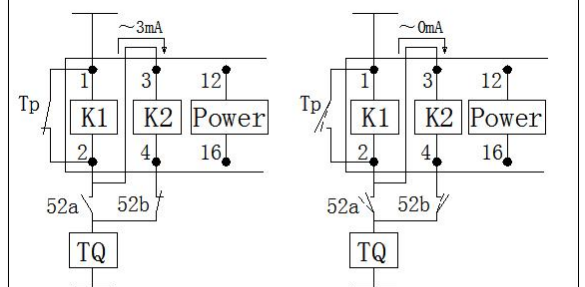 ~3mA ~0mA
1 3 12 1 3 12
Tp K1 K2 Power Tp K1 K2 Power
2 4 16 2 4 16
52a 52b 52a 52b
TQ TQ